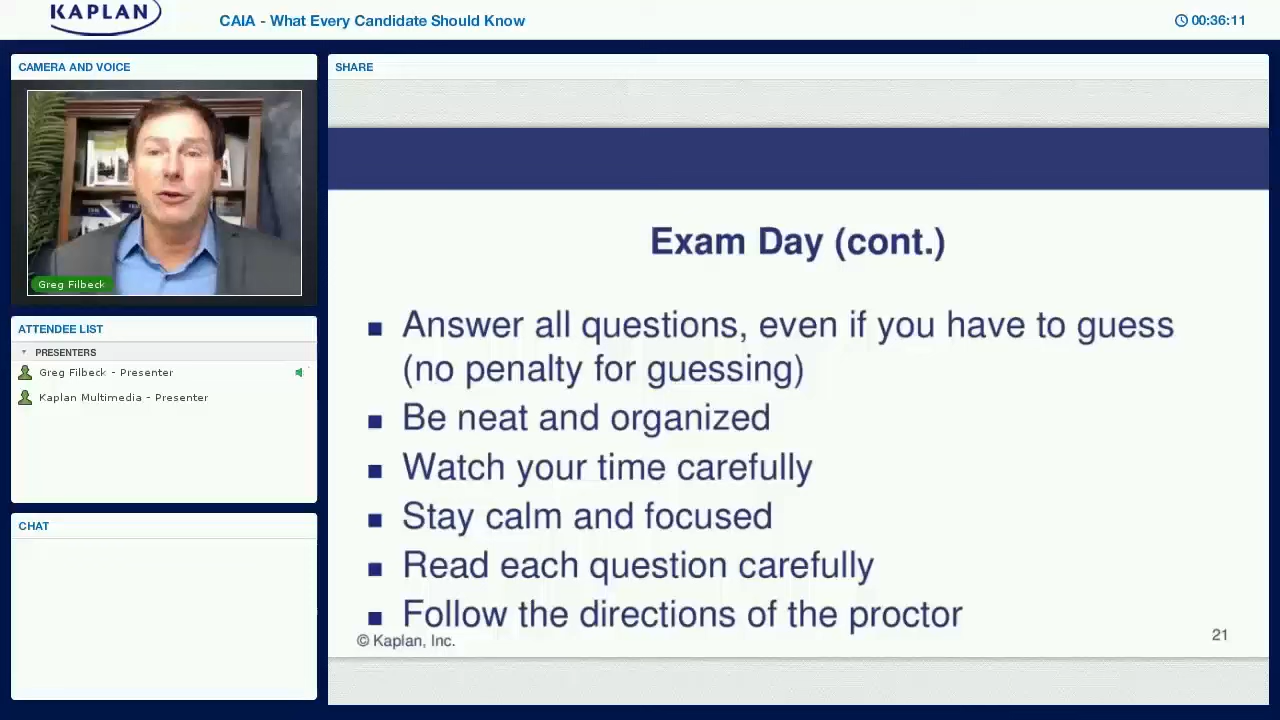 KAPLAN
CAIA - What Every Candidate Should Know
00:36:11
CAMERA AND VOICE
Greg Filbeck
ATTENDEE LIST
PRESENTERS
Greg Filbeck - Presenter
Kaplan Multimedia - Presenter
CHAT
SHARE
Exam Day (cont.)
Answer all questions, even if you have to guess
(no penalty for guessing)
Be neat and organized
Watch your time carefully
Stay calm and focused
Read each question carefully
Follow the directions of the proctor
© Kaplan, Inc.
21